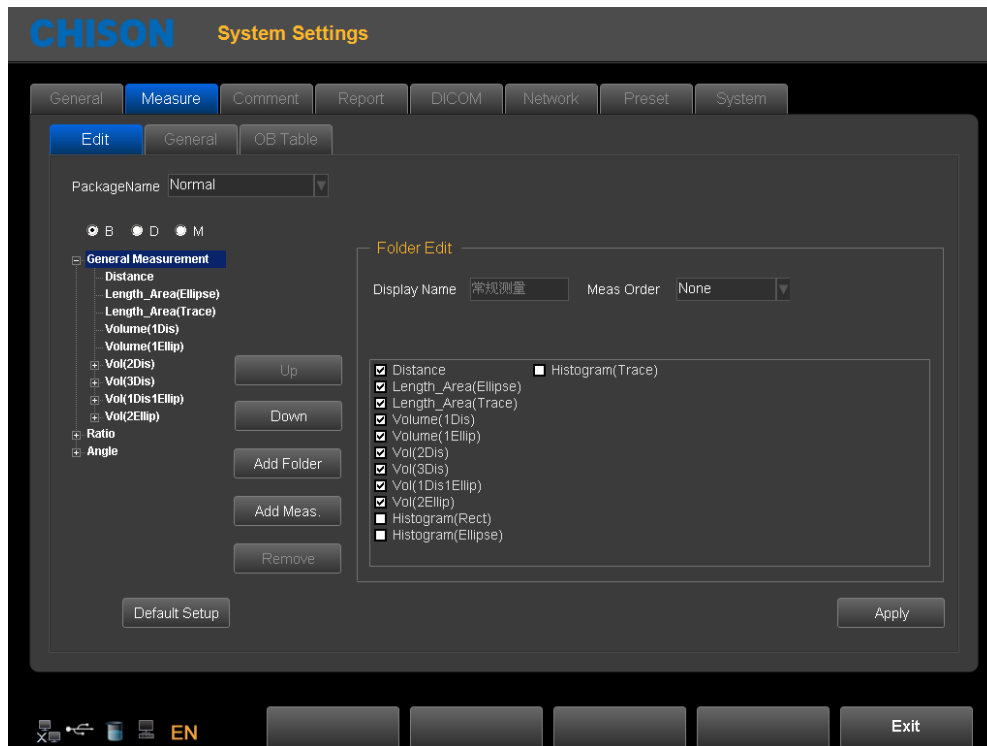 CHISON System Settings
General Measure Comment Report DICOM Network Preset System
Edit General OB Table
PackageName Normal
B D M
General Measurement
Distance
Length_Area(Ellipse)
Length_Area(Trace)
Volume(1Dis)
Volume(1Ellip)
Vol(2Dis)
Vol(3Dis)
Vol(1Dis1Ellip)
Vol(2Ellip)
Ratio
Angle
Up
Down
Add Folder
Add Meas.
Remove
Default Setup
Folder Edit
Display Name 常规测量 Meas Order None
Distance Histogram(Trace)
Length_Area(Ellipse)
Length_Area(Trace)
Volume(1Dis)
Volume(1Ellip)
Vol(2Dis)
Vol(3Dis)
Vol(1Dis1Ellip)
Vol(2Ellip)
Histogram(Rect)
Histogram(Ellipse)
Apply
EN Exit